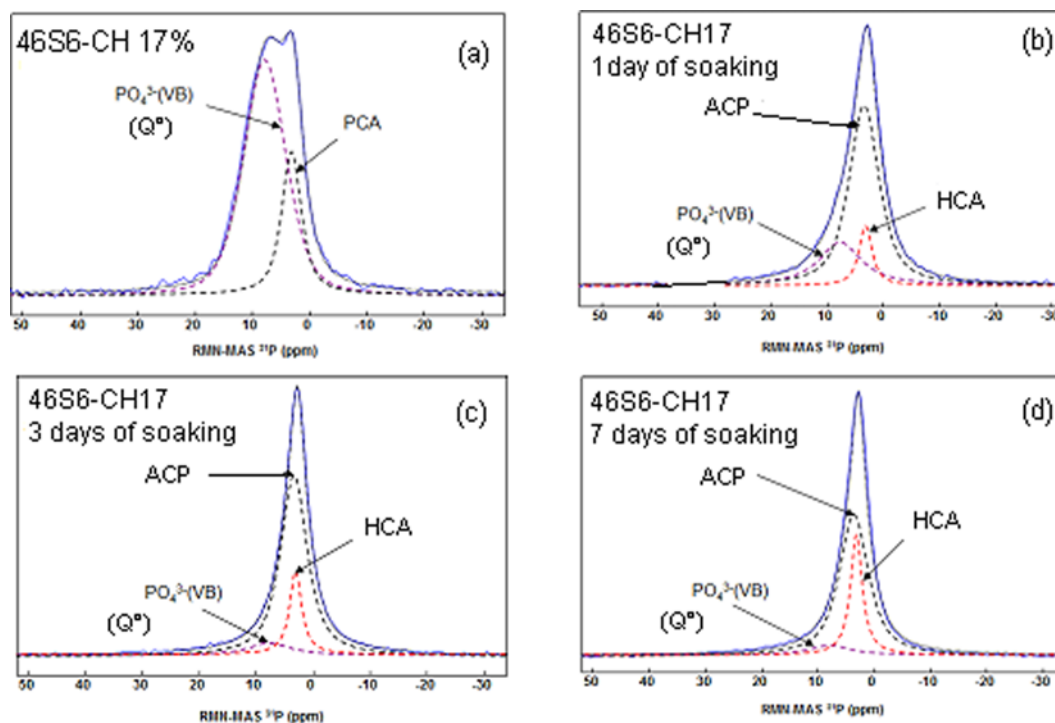 46S6-CH 17%
(a)
PO₄³⁻(VB)
(Q°)
PCA
50 40 30 20 10 0 -10 -20 -30
RMN-MAS ³¹P (ppm)
46S6-CH17
(b)
1day of soaking
ACP
HCA
PO₄³⁻(VB)
(Q°)
50 40 30 20 10 0 -10 -20 -30
RMN-MAS ³¹P (ppm)
46S6-CH17
(c)
3 days of soaking
ACP
HCA
PO₄³⁻(VB)
(Q°)
50 40 30 20 10 0 -10 -20 -30
RMN-MAS ³¹P (ppm)
46S6-CH17
(d)
7 days of soaking
ACP
HCA
PO₄³⁻(VB)
(Q°)
50 40 30 20 10 0 -10 -20 -30
RMN-MAS ³¹P (ppm)